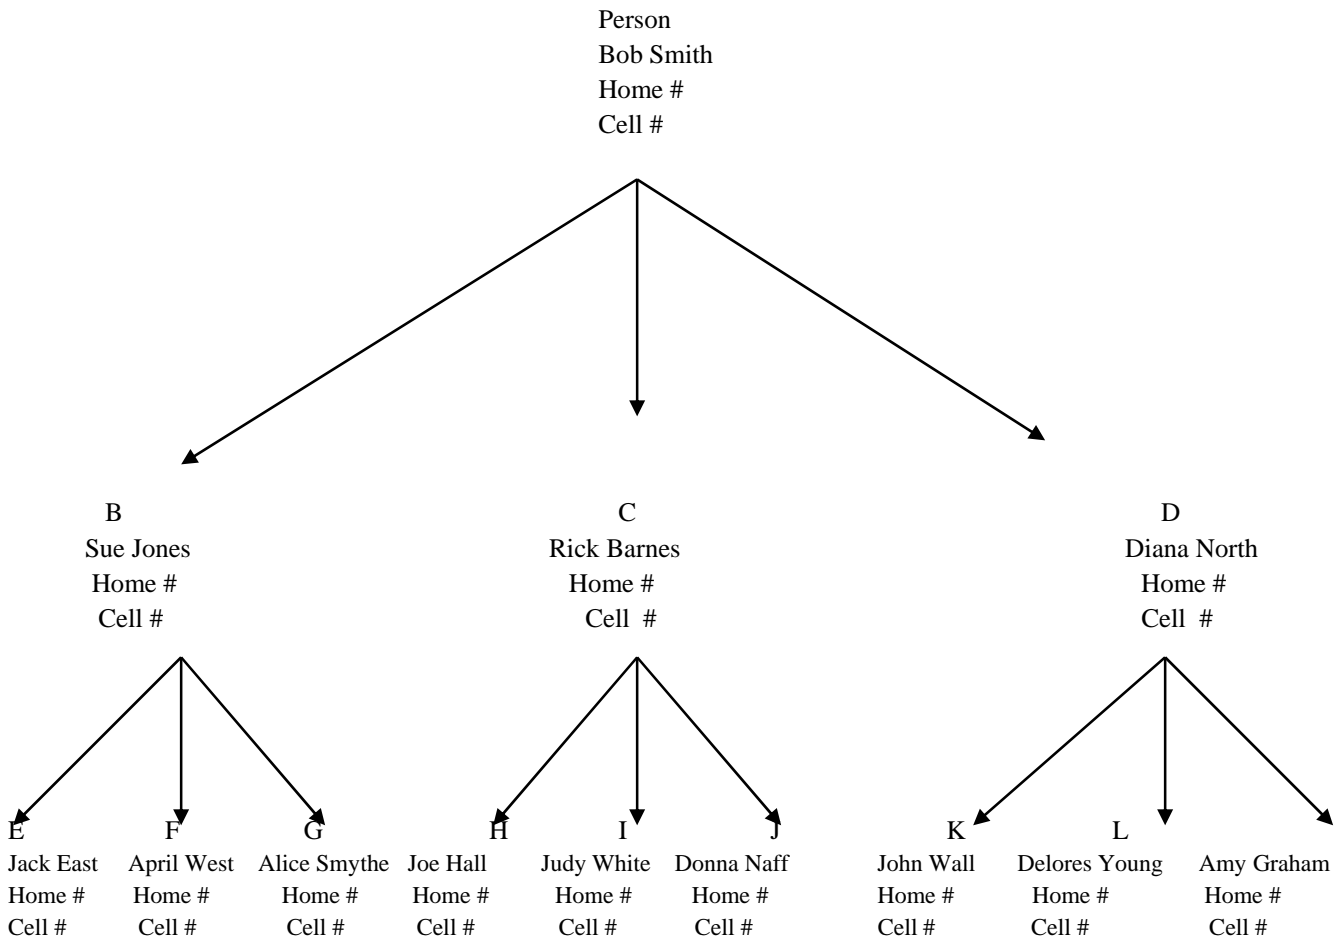 Person
Bob Smith
Home #
Cell #
B C D
Sue Jones Rick Barnes Diana North
Home # Home # Home #
Cell # Cell # Cell #
E F G H I J K L
Jack East April West Alice Smythe Joe Hall Judy White Donna Naff John Wall Delores Young Amy Graham
Home # Home # Home # Home # Home # Home # Home # Home # Home #
Cell # Cell # Cell # Cell # Cell # Cell # Cell # Cell # Cell #